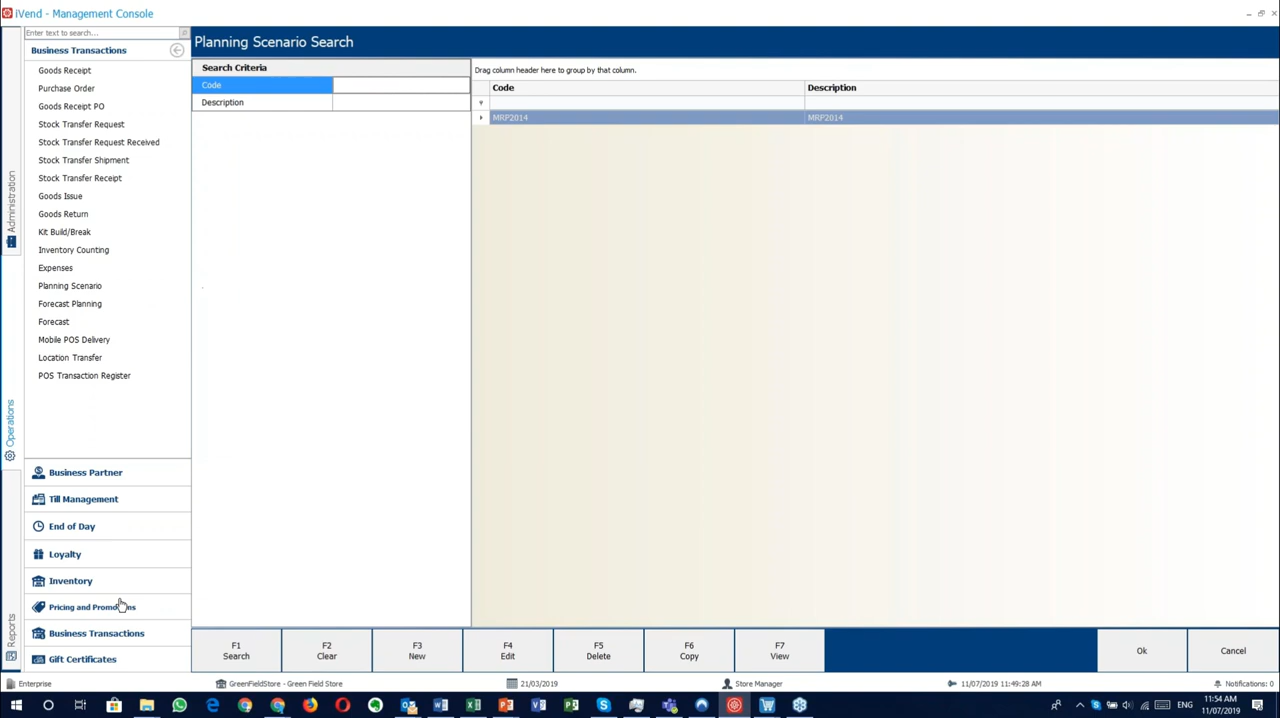 iVend - Management Console
Enter text to search...
Business Transactions
Goods Receipt
Purchase Order
Goods Receipt PO
Stock Transfer Request
Stock Transfer Request Received
Stock Transfer Shipment
Stock Transfer Receipt
Goods Issue
Goods Return
Kit Build/Break
Inventory Counting
Expenses
Planning Scenario
Forecast Planning
Forecast
Mobile POS Delivery
Location Transfer
POS Transaction Register
Business Partner
Till Management
End of Day
Loyalty
Inventory
Pricing and Promotions
Business Transactions
Gift Certificates
Administration
Operations
Reports
Planning Scenario Search
Search Criteria
Code
Description
Drag column header here to group by that column.
Code Description
MRP2014 MRP2014
F1 Search
F2 Clear
F3 New
F4 Edit
F5 Delete
F6 Copy
F7 View
Ok
Cancel
Enterprise
GreenFieldStore - Green Field Store
21/03/2019
Store Manager
11/07/2019 11:49:28 AM
Notifications: 0
ENG
11:54 AM
11/07/2019